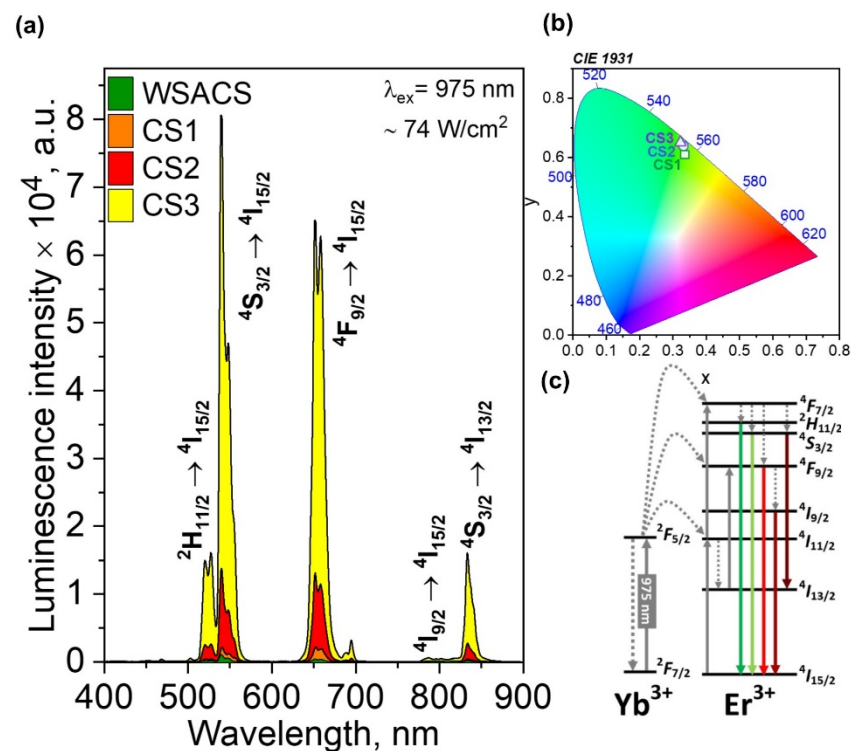 (a)
WSACS
CS1
CS2
CS3
λex= 975 nm
~ 74 W/cm²
²H11/2 → ⁴I15/2
⁴S3/2 → ⁴I15/2
⁴F9/2 → ⁴I15/2
⁴I9/2 → ⁴I15/2
⁴S3/2 → ⁴I13/2
Luminescence intensity × 10⁴, a.u.
8
7
6
5
4
3
2
1
0
400 500 600 700 800 900
Wavelength, nm
(b)
CIE 1931
y
0.8
0.6
0.4
0.2
0.0
0.0 0.1 0.2 0.3 0.4 0.5 0.6 0.7 0.8
520
540
560
500
580
600
620
480
460
CS3
CS2
CS1
(c)
x
⁴F7/2
²H11/2
⁴S3/2
⁴F9/2
⁴I9/2
⁴I11/2
⁴I13/2
⁴I15/2
²F5/2
975 nm
²F7/2
Yb³⁺ Er³⁺